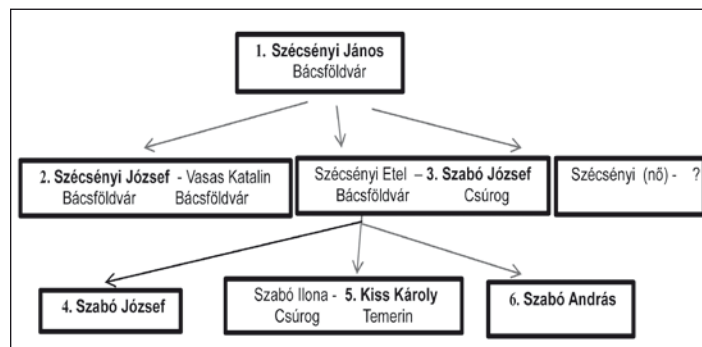 1. Szécsényi János
Bácsföldvár
2. Szécsényi József - Vasas Katalin
Bácsföldvár Bácsföldvár
Szécsényi Etel – 3. Szabó József
Bácsföldvár Csúrog
Szécsényi (nő) - ?
4. Szabó József
Szabó Ilona - 5. Kiss Károly
Csúrog Temerin
6. Szabó András